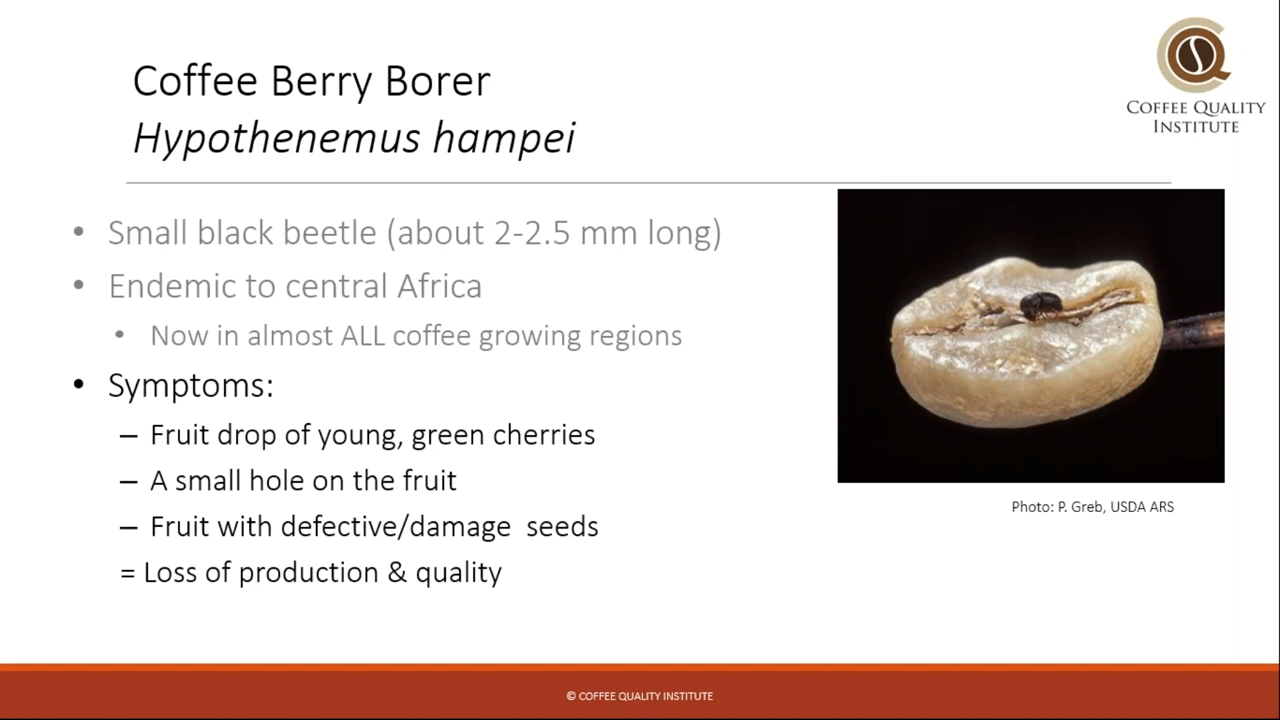 Coffee Berry Borer
Hypothenemus hampei
COFFEE QUALITY
INSTITUTE
• Small black beetle (about 2-2.5 mm long)
• Endemic to central Africa
• Now in almost ALL coffee growing regions
• Symptoms:
– Fruit drop of young, green cherries
– A small hole on the fruit
– Fruit with defective/damage  seeds
= Loss of production & quality
Photo: P. Greb, USDA ARS
© COFFEE QUALITY INSTITUTE